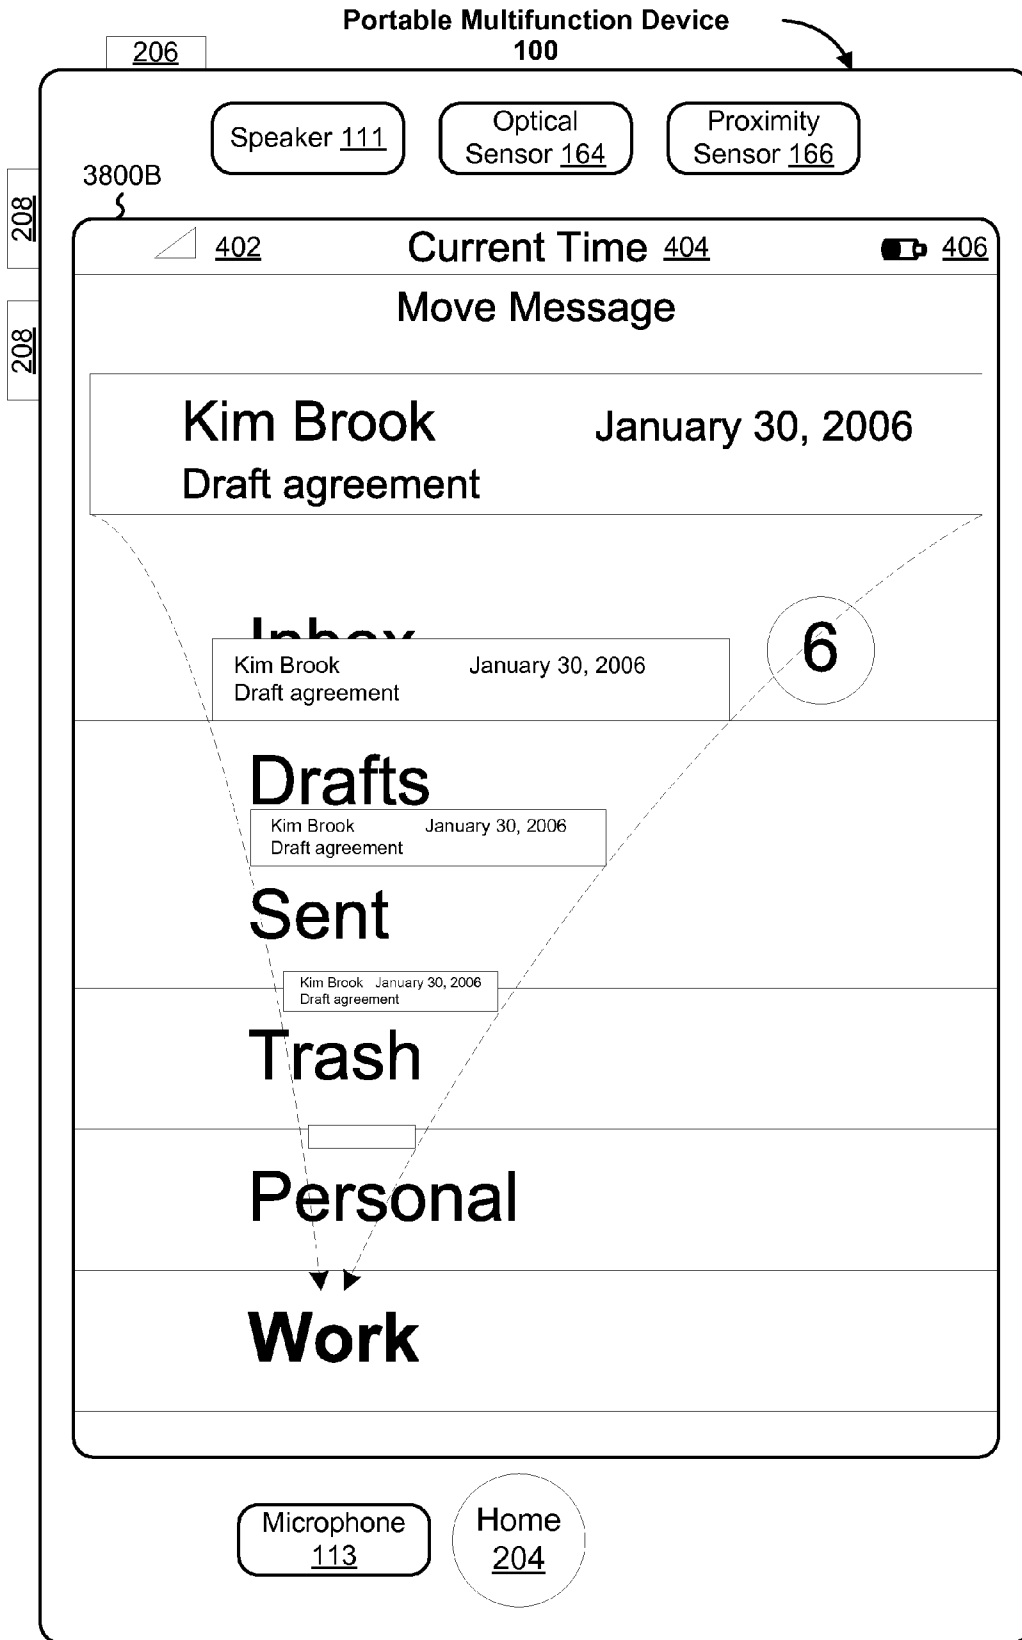 Portable Multifunction Device
100
206
Speaker 111
Optical
Sensor 164
Proximity
Sensor 166
3800B
208
208
402 Current Time 404 406
Move Message
Kim Brook January 30, 2006
Draft agreement
Inbox 6
Kim Brook January 30, 2006
Draft agreement
Drafts
Kim Brook January 30, 2006
Draft agreement
Sent
Kim Brook January 30, 2006
Draft agreement
Trash
Personal
Work
Microphone
113
Home
204